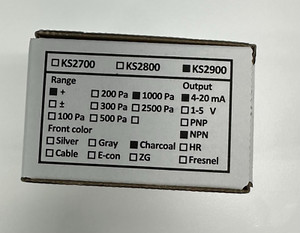 ☐KS2700 ☐KS2800 ■KS2900
Range Output
■+ ☐200 Pa ■1000 Pa ■4-20 mA
☐± ☐300 Pa ☐2500 Pa ☐1-5 V
☐100 Pa ☐500 Pa ☐ ☐PNP
Front color ■NPN
☐Silver ☐Gray ■Charcoal ☐HR
☐Cable ☐E-con ☐ZG ☐Fresnel